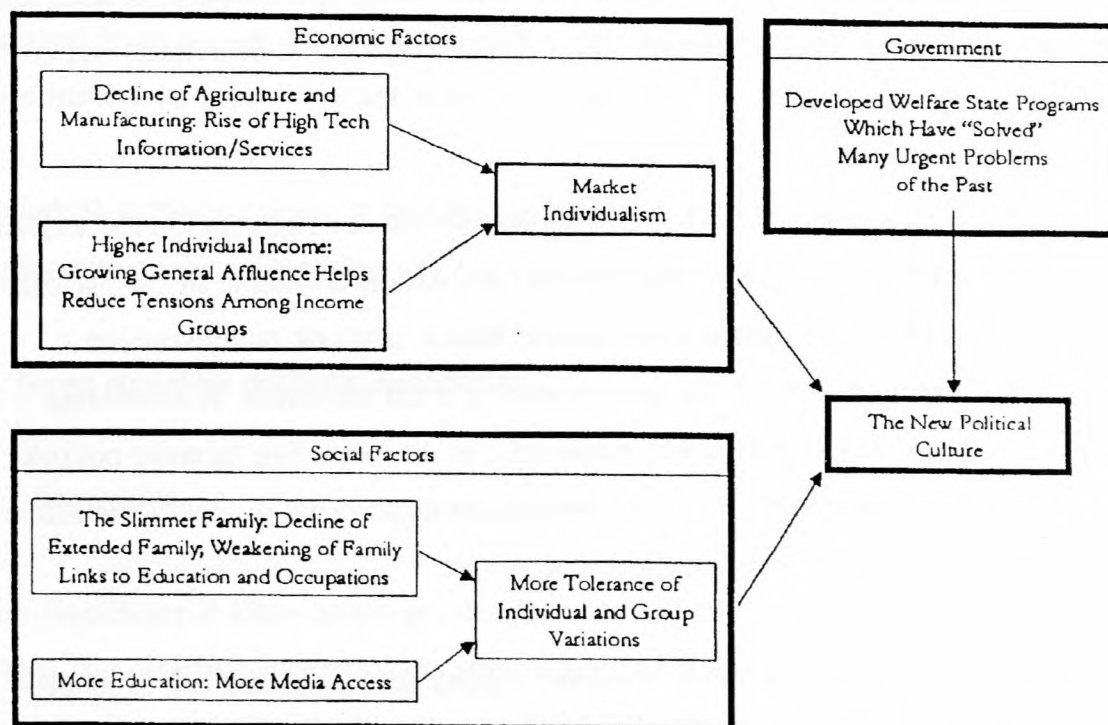 Economic Factors
Decline of Agriculture and
Manufacturing: Rise of High Tech
Information/Services
Higher Individual Income:
Growing General Affluence Helps
Reduce Tensions Among Income
Groups
Market
Individualism
Government
Developed Welfare State Programs
Which Have “Solved”
Many Urgent Problems
of the Past
The New Political
Culture
Social Factors
The Slimmer Family: Decline of
Extended Family; Weakening of Family
Links to Education and Occupations
More Education: More Media Access
More Tolerance of
Individual and Group
Variations